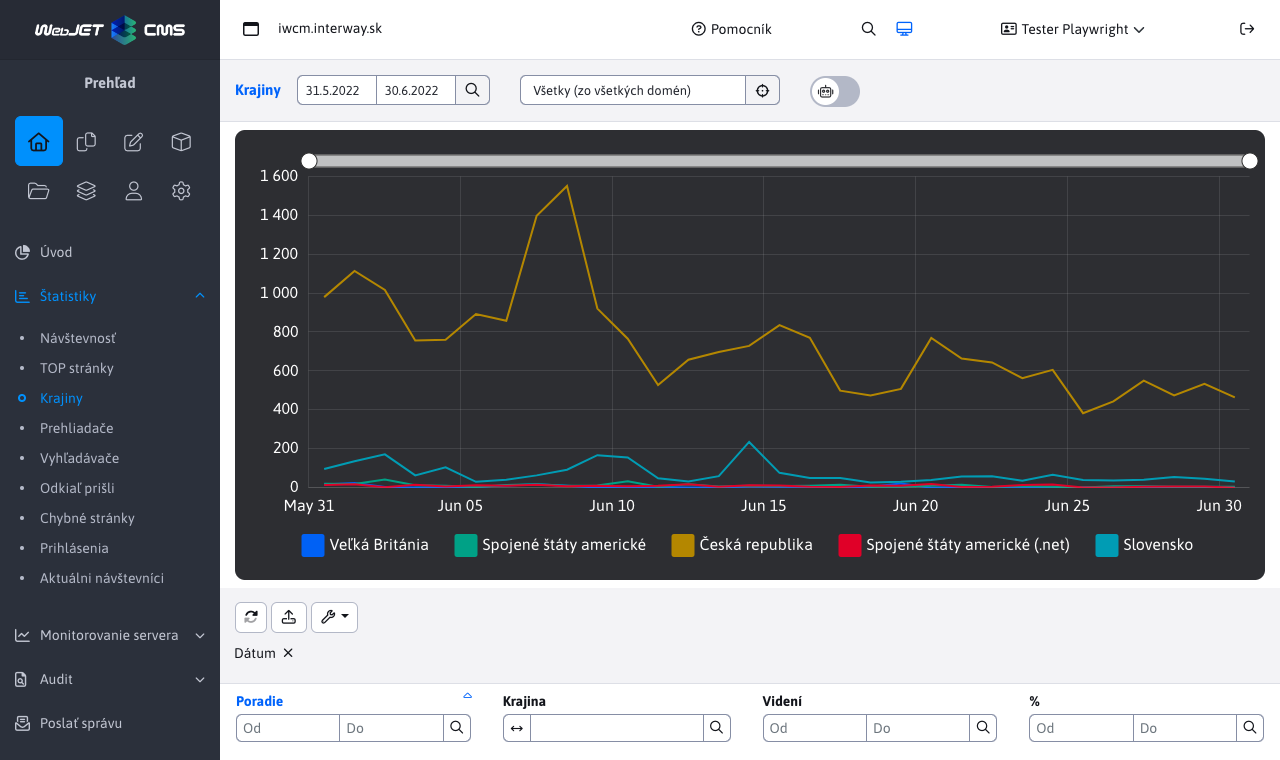 WebJET CMS
Prehľad
Úvod
Štatistiky
Návštevnosť
TOP stránky
Krajiny
Prehliadače
Vyhľadávače
Odkiaľ prišli
Chybné stránky
Prihlásenia
Aktuálni návštevníci
Monitorovanie servera
Audit
Poslať správu
iwcm.interway.sk
Pomocník
Tester Playwright
Krajiny
31.5.2022
30.6.2022
Všetky (zo všetkých domén)
1 600
1 400
1 200
1 000
800
600
400
200
0
May 31
Jun 05
Jun 10
Jun 15
Jun 20
Jun 25
Jun 30
Veľká Británia
Spojené štáty americké
Česká republika
Spojené štáty americké (.net)
Slovensko
Dátum
Poradie
Krajina
Videní
%
Od
Do
Od
Do
Od
Do